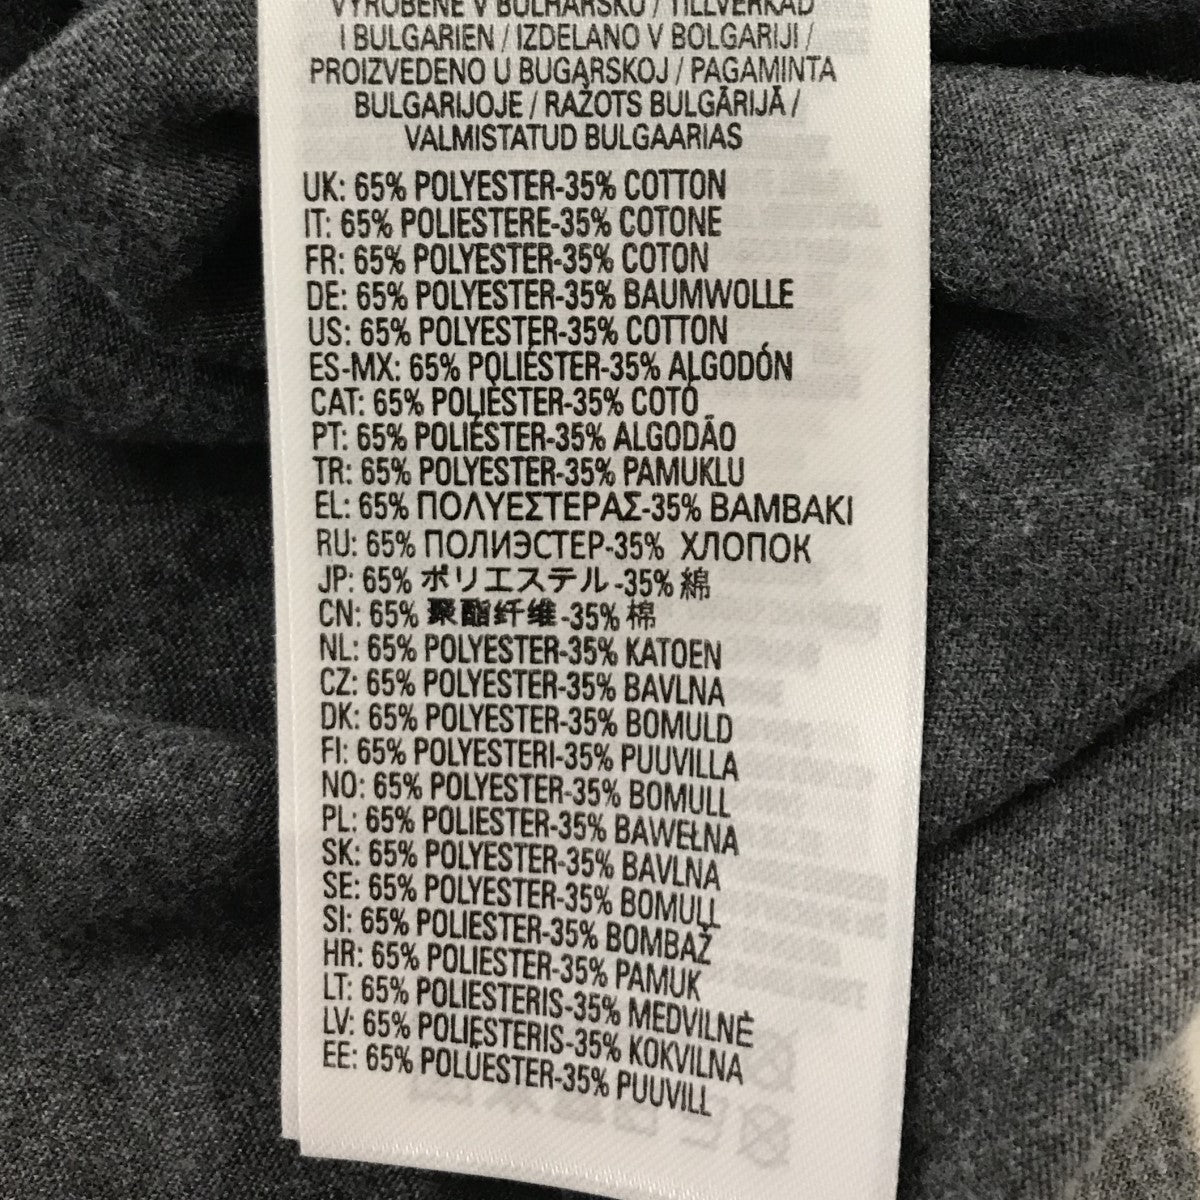 VYROBENÉ V BULHARSKU / TILLVERKAD
I BULGARIEN / IZDELANO V BOLGARIJI /
PROIZVEDENO U BUGARSKOJ / PAGAMINTA
BULGARIJOJE / RAŽOTS BULGĀRIJĀ /
VALMISTATUD BULGAARIAS
UK: 65% POLYESTER-35% COTTON
IT: 65% POLIESTERE-35% COTONE
FR: 65% POLYESTER-35% COTON
DE: 65% POLYESTER-35% BAUMWOLLE
US: 65% POLYESTER-35% COTTON
ES-MX: 65% POLIÉSTER-35% ALGODÓN
CAT: 65% POLIÈSTER-35% COTÓ
PT: 65% POLIÉSTER-35% ALGODÃO
TR: 65% POLYESTER-35% PAMUKLU
EL: 65% ΠΟΛΥΕΣΤΕΡΑΣ-35% ΒΑΜΒΑΚΙ
RU: 65% ПОЛИЭСТЕР-35% ХЛОПОК
JP: 65% ポリエステル -35% 綿
CN: 65% 聚酯纤维-35% 棉
NL: 65% POLYESTER-35% KATOEN
CZ: 65% POLYESTER-35% BAVLNA
DK: 65% POLYESTER-35% BOMULD
FI: 65% POLYESTERI-35% PUUVILLA
NO: 65% POLYESTER-35% BOMULL
PL: 65% POLIESTER-35% BAWEŁNA
SK: 65% POLYESTER-35% BAVLNA
SE: 65% POLYESTER-35% BOMULL
SI: 65% POLYESTER-35% BOMBAŽ
HR: 65% POLYESTER-35% PAMUK
LT: 65% POLIESTERIS-35% MEDVILNĖ
LV: 65% POLIESTERIS-35% KOKVILNA
EE: 65% POLÜESTER-35% PUUVILL